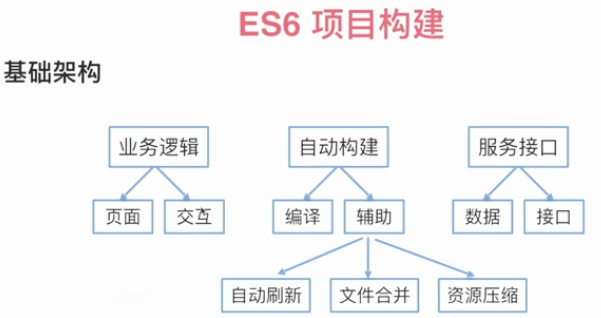 ES6 项目构建
基础架构
业务逻辑 自动构建 服务接口
页面 交互 编译 辅助 数据 接口
自动刷新 文件合并 资源压缩